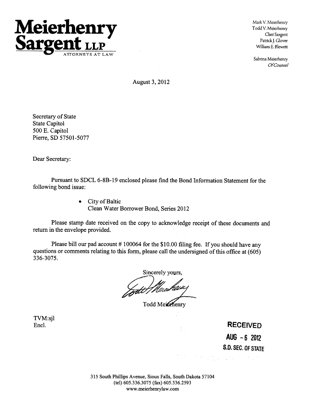 Meierhenry
Sargent LLP
ATTORNEYS AT LAW
Mark V. Meierhenry
Todd V. Meierhenry
Clint Sargent
Patrick J. Glover
William E. Blewett
Sabrina Meierhenry
Of Counsel
August 3, 2012
Secretary of State
State Capitol
500 E. Capitol
Pierre, SD 57501-5077
Dear Secretary:
Pursuant to SDCL 6-8B-19 enclosed please find the Bond Information Statement for the
following bond issue:
• City of Baltic
Clean Water Borrower Bond, Series 2012
Please stamp date received on the copy to acknowledge receipt of these documents and
return in the envelope provided.
Please bill our pad account # 100064 for the $10.00 filing fee. If you should have any
questions or comments relating to this form, please call the undersigned of this office at (605)
336-3075.
Sincerely yours,
Todd Meierhenry
TVM:sjl
Encl.
RECEIVED
AUG - 6 2012
S.D. SEC. OF STATE
315 South Phillips Avenue, Sioux Falls, South Dakota 57104
(tel) 605.336.3075 (fax) 605.336.2593
www.meierhenrylaw.com